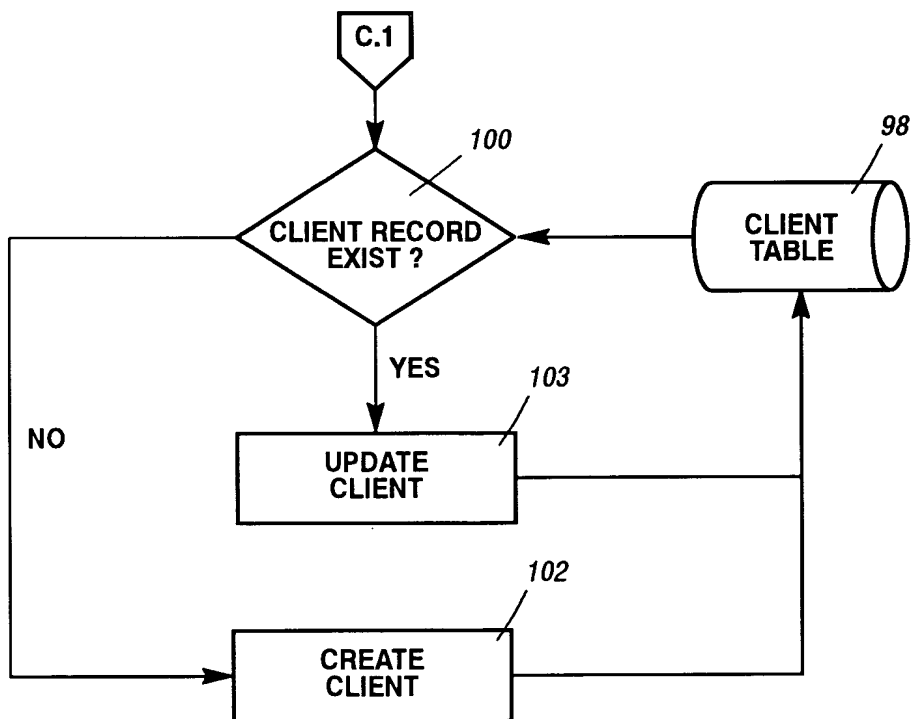 C.1
100
98
CLIENT RECORD
EXIST ?
CLIENT
TABLE
YES
103
NO
UPDATE
CLIENT
102
CREATE
CLIENT